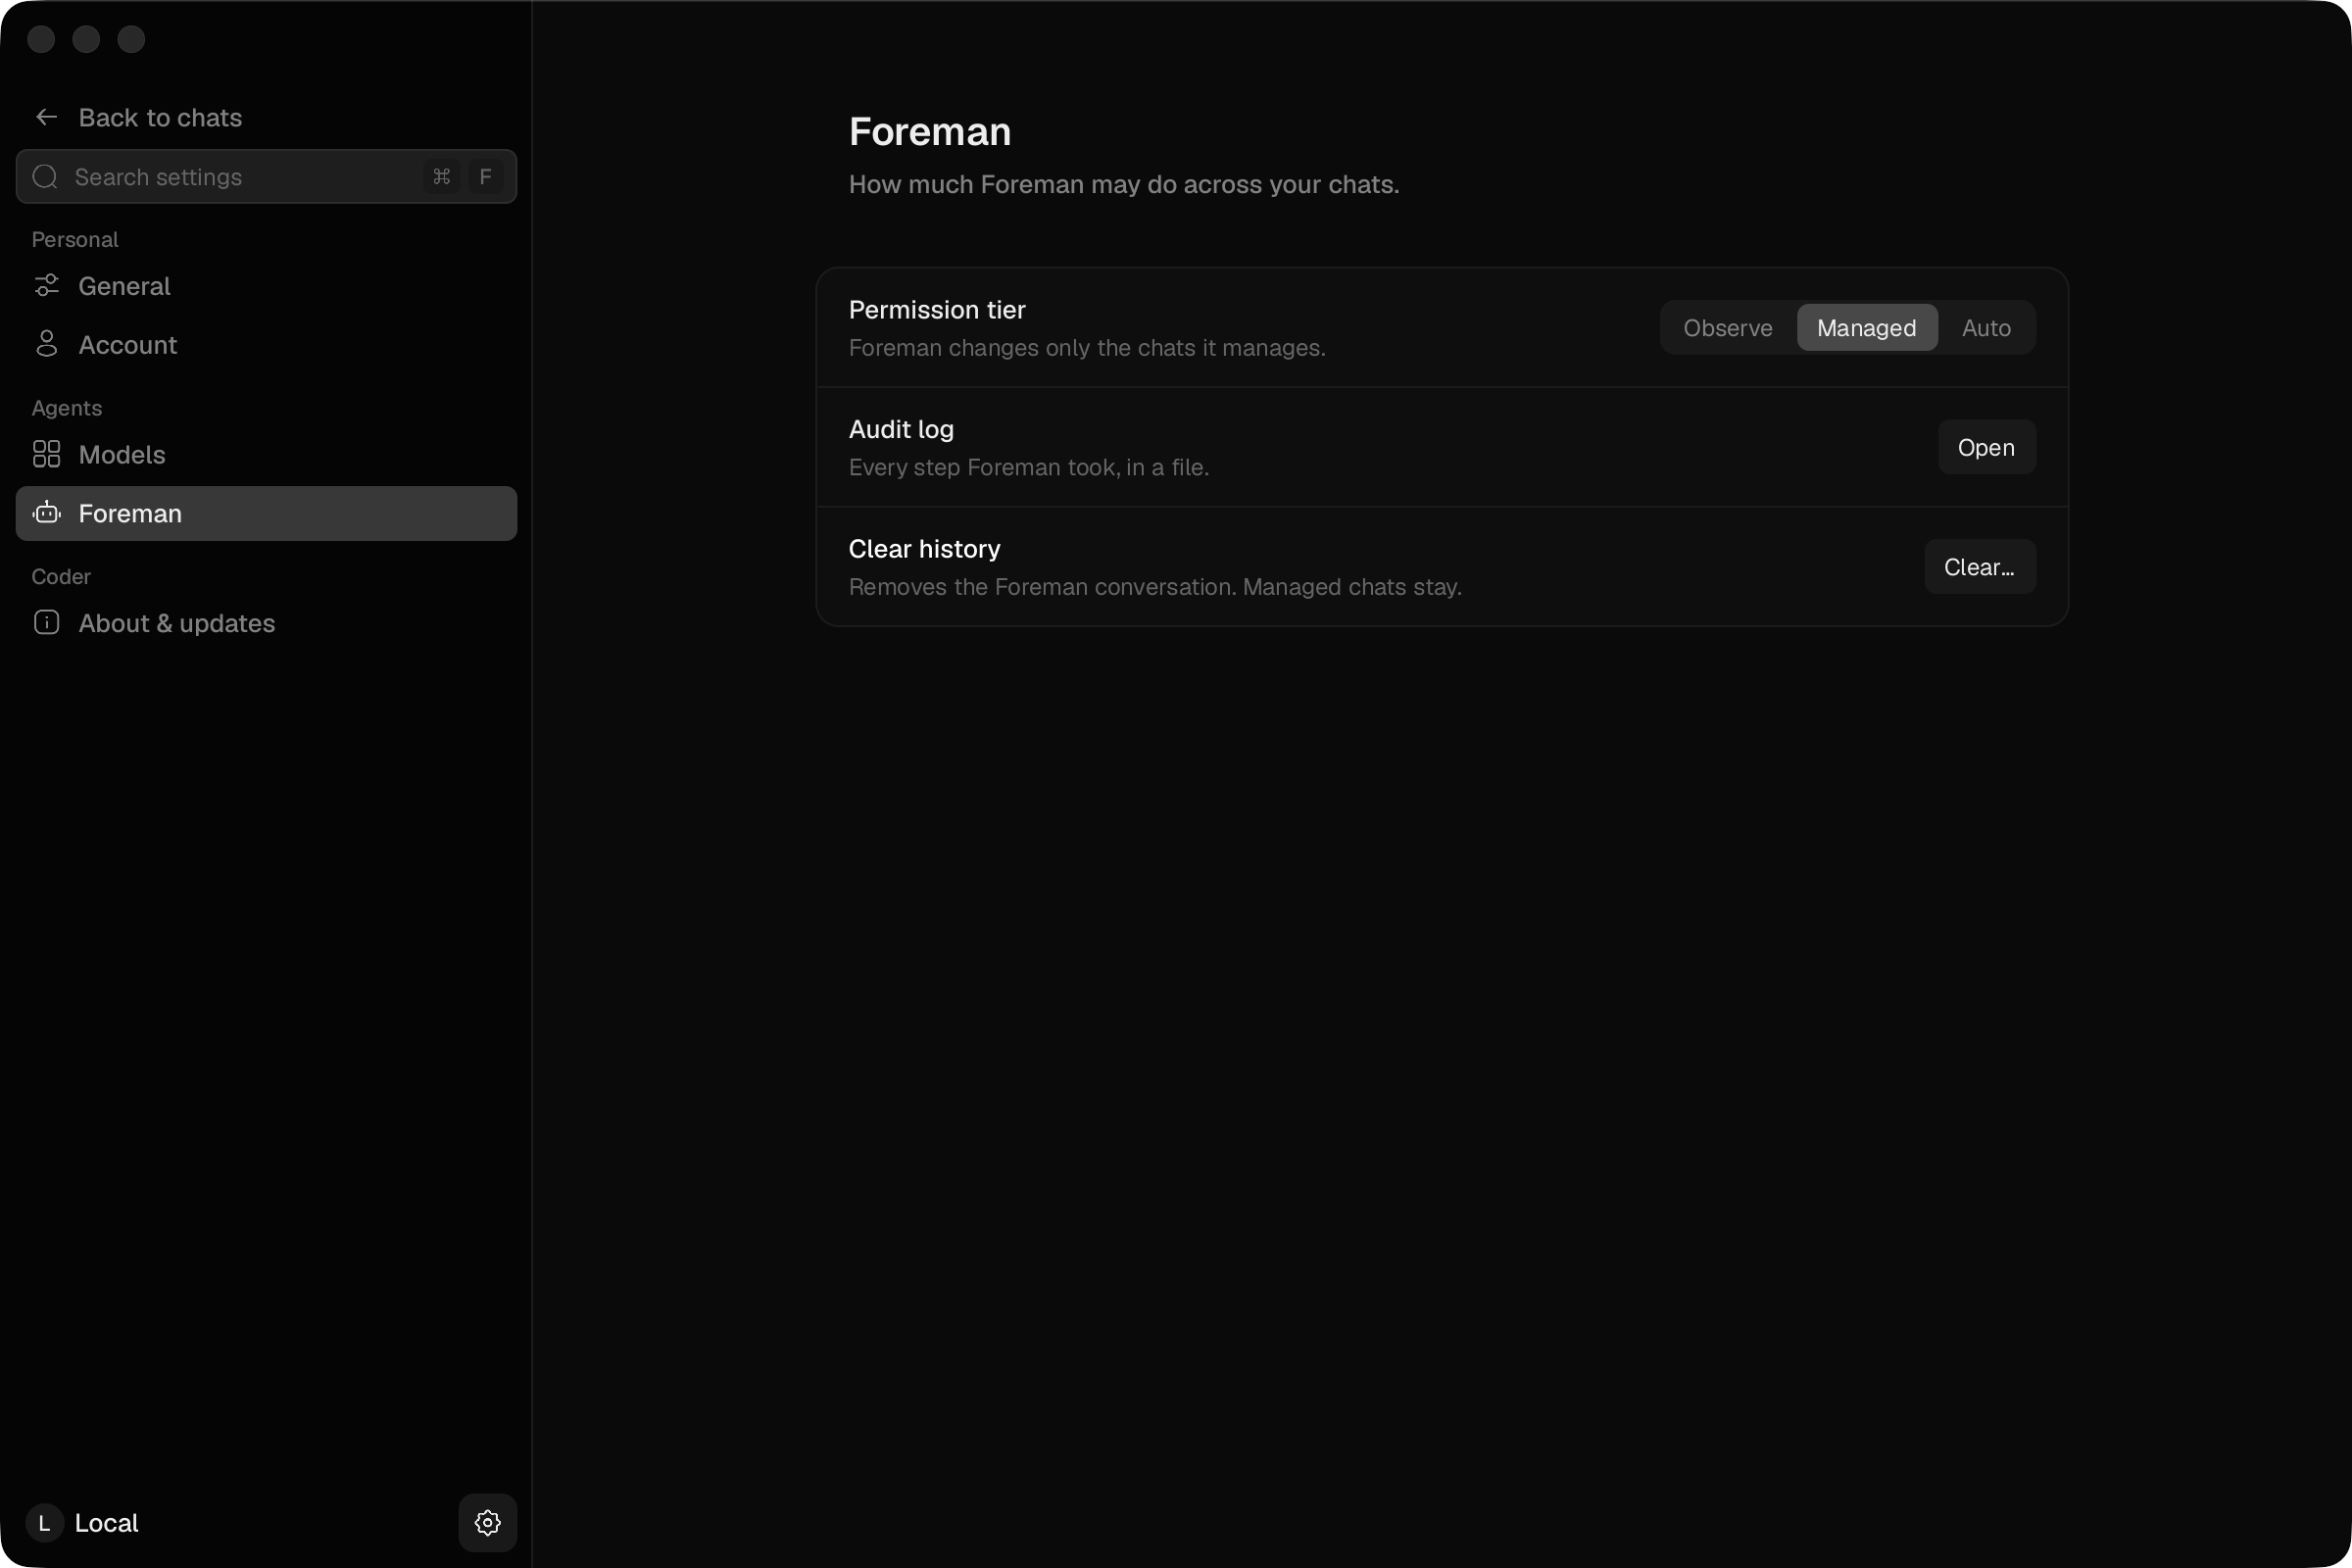 Back to chats
Search settings ⌘ F
Personal
General
Account
Agents
Models
Foreman
Coder
About & updates
L Local
Foreman
How much Foreman may do across your chats.
Permission tier
Foreman changes only the chats it manages.
Observe Managed Auto
Audit log
Every step Foreman took, in a file.
Open
Clear history
Removes the Foreman conversation. Managed chats stay.
Clear…